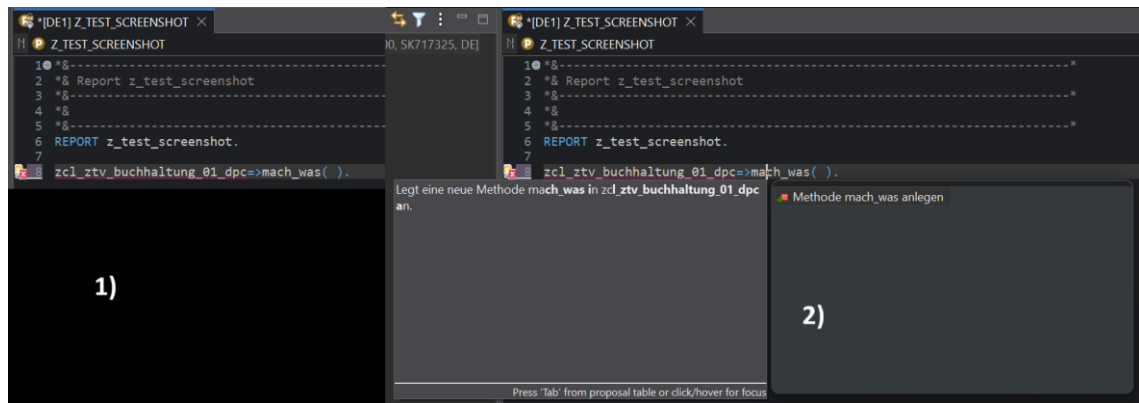 *[DE1] Z_TEST_SCREENSHOT
Z_TEST_SCREENSHOT
1 *&---------------------------------------------
2 *& Report z_test_screenshot
3 *&---------------------------------------------
4 *&
5 *&---------------------------------------------
6 REPORT z_test_screenshot.
7
8 zcl_ztv_buchhaltung_01_dpc=>mach_was( ).
1)
00, SK717325, DE]
*[DE1] Z_TEST_SCREENSHOT
Z_TEST_SCREENSHOT
1 *&---------------------------------------------------------------------*
2 *& Report z_test_screenshot
3 *&---------------------------------------------------------------------*
4 *&
5 *&---------------------------------------------------------------------*
6 REPORT z_test_screenshot.
7
8 zcl_ztv_buchhaltung_01_dpc=>mach_was( ).
Legt eine neue Methode mach_was in zcl_ztv_buchhaltung_01_dpc
an.
Press 'Tab' from proposal table or click/hover for focus
Methode mach_was anlegen
2)